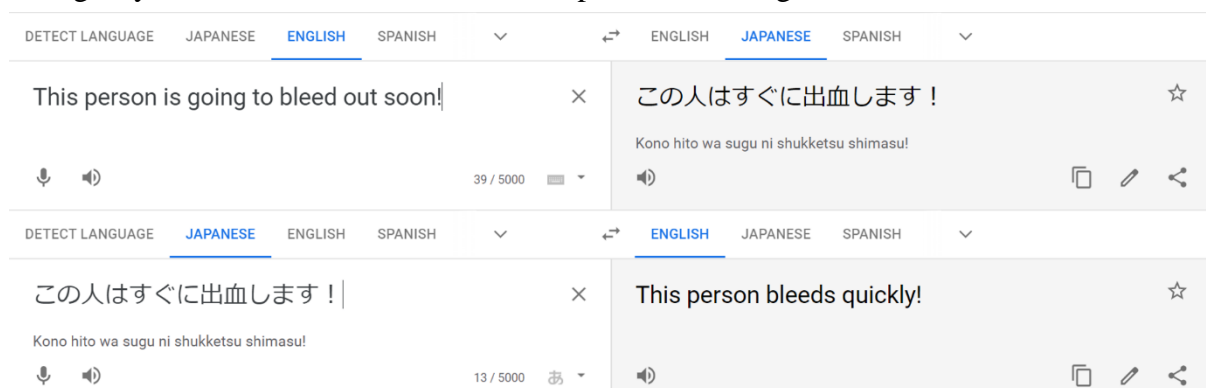 DETECT LANGUAGE JAPANESE ENGLISH SPANISH ENGLISH JAPANESE SPANISH
This person is going to bleed out soon!
この人はすぐに出血します！
Kono hito wa sugu ni shukketsu shimasu!
39 / 5000
DETECT LANGUAGE JAPANESE ENGLISH SPANISH ENGLISH JAPANESE SPANISH
この人はすぐに出血します！
This person bleeds quickly!
Kono hito wa sugu ni shukketsu shimasu!
13 / 5000 あ